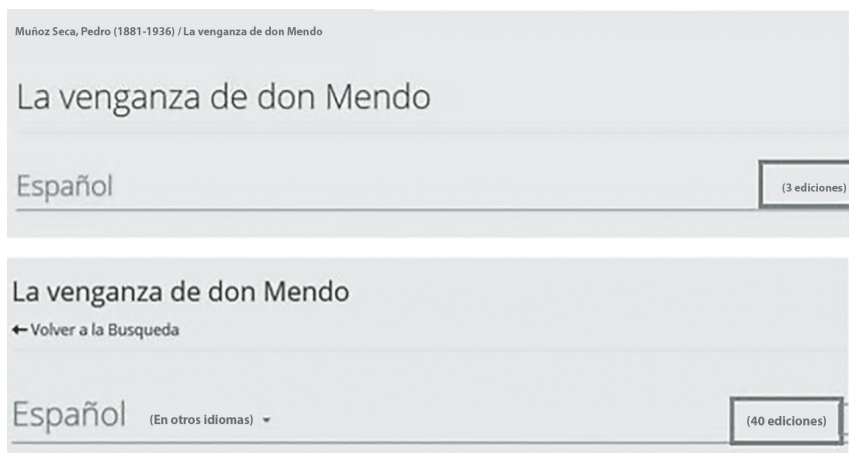 Muñoz Seca, Pedro (1881-1936) / La venganza de don Mendo
La venganza de don Mendo
Español (3 ediciones)
La venganza de don Mendo
←Volver a la Busqueda
Español (En otros idiomas) (40 ediciones)